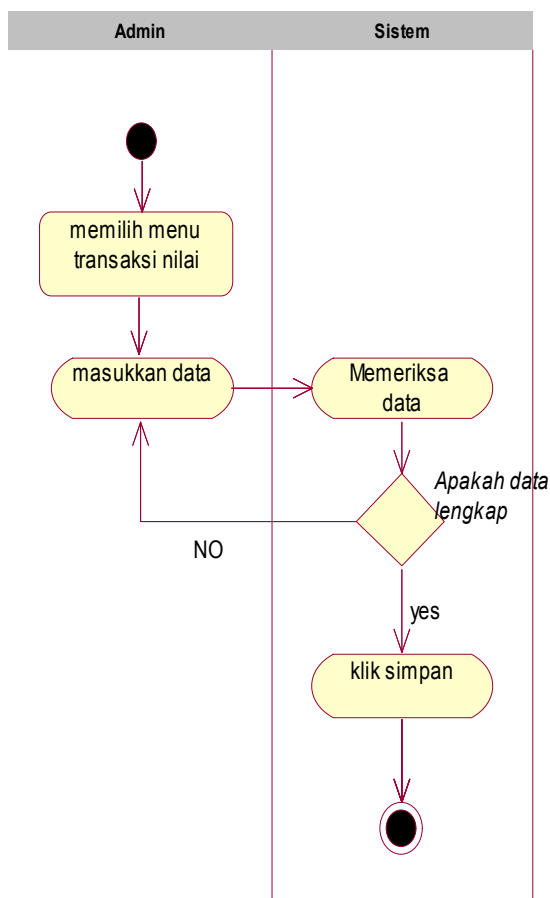 Admin
Sistem
memilih menu
transaksi nilai
masukkan data
Memeriksa
data
Apakah data
lengkap
NO
yes
klik simpan